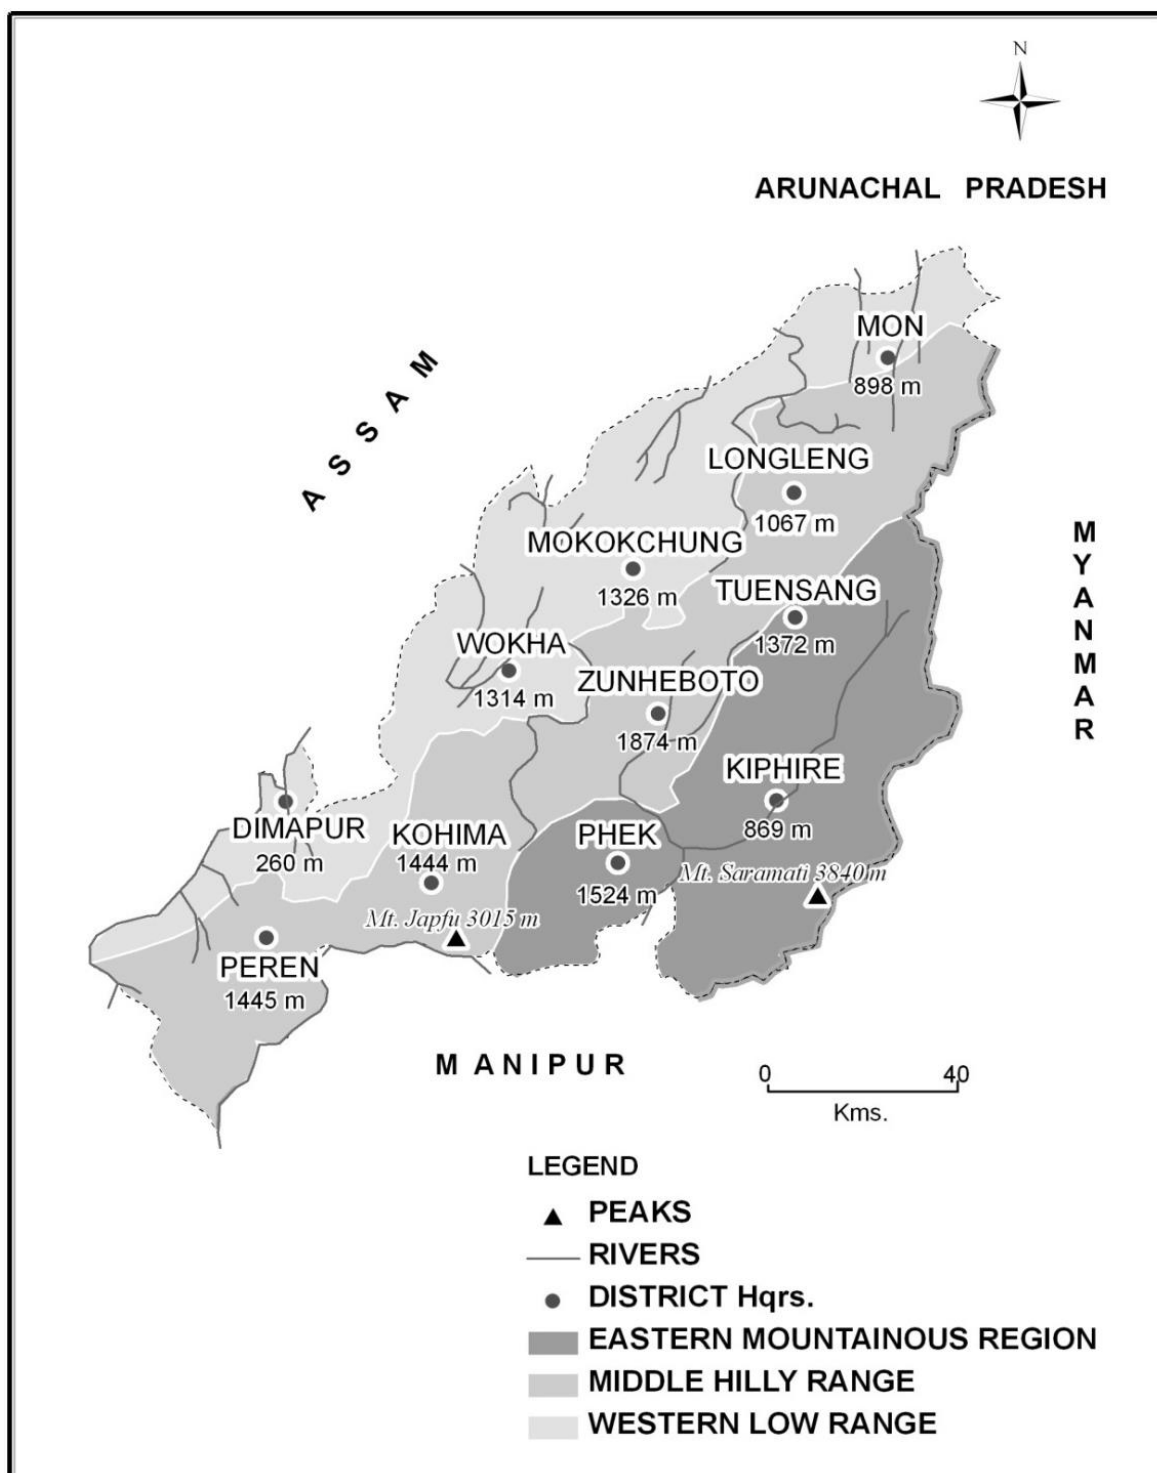 N
ARUNACHAL PRADESH
ASSAM
MON
898 m
LONGLENG
1067 m
MYANMAR
MOKOKCHUNG
1326 m
TUENSANG
1372 m
WOKHA
1314 m
ZUNHEBOTO
1874 m
KIPHIRE
869 m
DIMAPUR
260 m
KOHIMA
1444 m
PHEK
1524 m
Mt. Saramati 3840 m
Mt. Japfu 3015 m
PEREN
1445 m
MANIPUR
0 40
Kms.
LEGEND
PEAKS
RIVERS
DISTRICT Hqrs.
EASTERN MOUNTAINOUS REGION
MIDDLE HILLY RANGE
WESTERN LOW RANGE